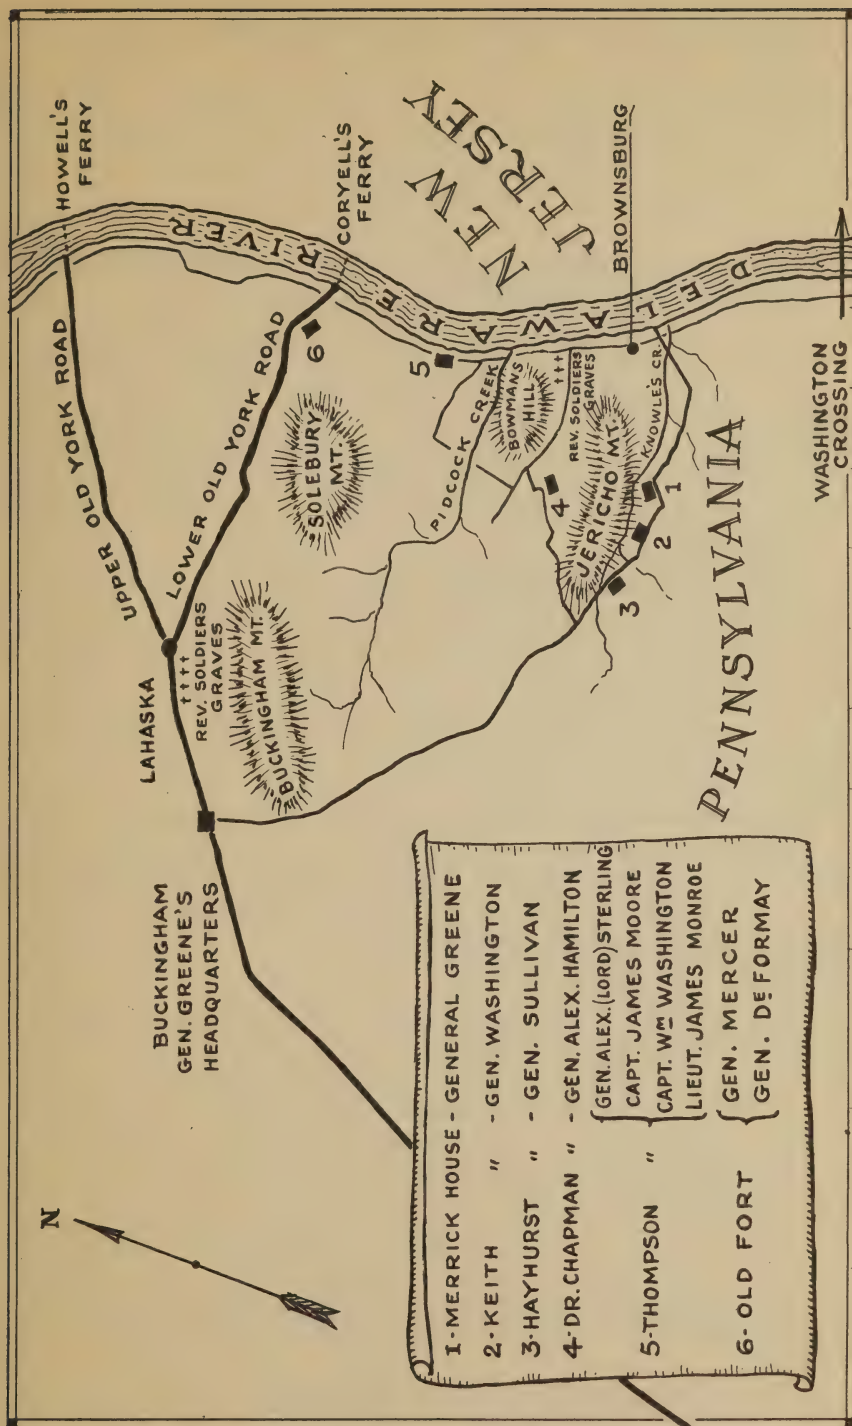 HOWELL'S
FERRY
NEW
JERSEY
CORYELL'S
FERRY
BROWNSBURG
DELAWARE RIVER
WASHINGTON
CROSSING
UPPER OLD YORK ROAD
LOWER OLD YORK ROAD
6
5
SOLEBURY
MT.
PIDCOCK CREEK
BOWMANS
HILL
REV. SOLDIERS
GRAVES
KNOWLE'S CR.
JERICHO MT.
4
1
2
3
PENNSYLVANIA
LAHASKA
REV. SOLDIERS
GRAVES
BUCKINGHAM MT.
BUCKINGHAM
GEN. GREENE'S
HEADQUARTERS
N
1-MERRICK HOUSE - GENERAL GREENE
2-KEITH " - GEN. WASHINGTON
3-HAYHURST " - GEN. SULLIVAN
4-DR. CHAPMAN " - GEN. ALEX. HAMILTON
5-THOMPSON " { GEN. ALEX. (LORD) STERLING
CAPT. JAMES MOORE
CAPT. Wm WASHINGTON
LIEUT. JAMES MONROE
6-OLD FORT { GEN. MERCER
GEN. DE FORMAY